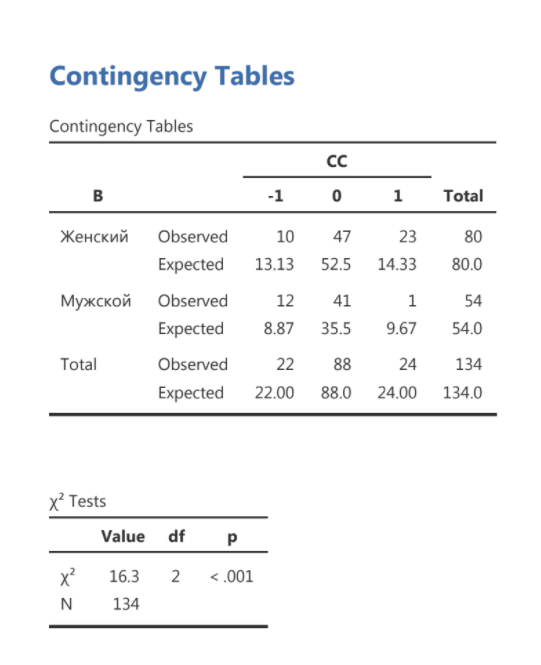 Contingency Tables
Contingency Tables
CC
B -1 0 1 Total
Женский Observed 10 47 23 80
Expected 13.13 52.5 14.33 80.0
Мужской Observed 12 41 1 54
Expected 8.87 35.5 9.67 54.0
Total Observed 22 88 24 134
Expected 22.00 88.0 24.00 134.0
χ² Tests
Value df p
χ² 16.3 2 < .001
N 134